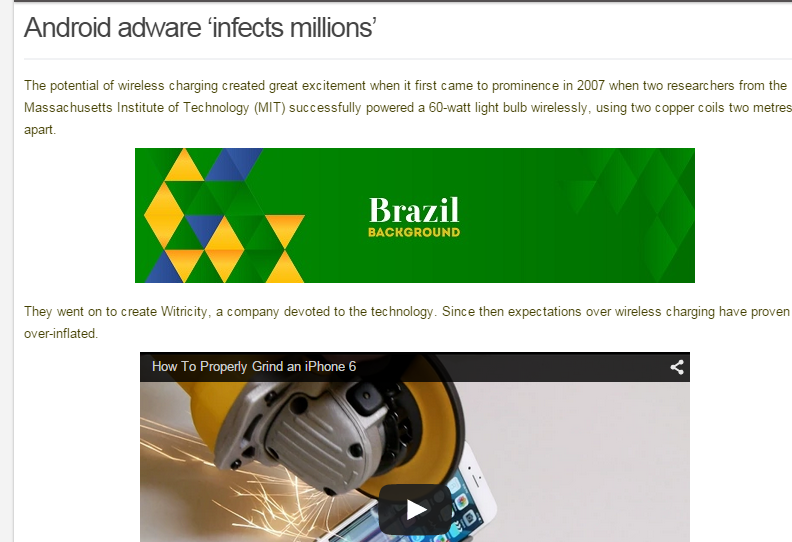 Android adware ‘infects millions’
The potential of wireless charging created great excitement when it first came to prominence in 2007 when two researchers from the
Massachusetts Institute of Technology (MIT) successfully powered a 60-watt light bulb wirelessly, using two copper coils two metres
apart.
Brazil
BACKGROUND
They went on to create Witricity, a company devoted to the technology. Since then expectations over wireless charging have proven
over-inflated.
How To Properly Grind an iPhone 6